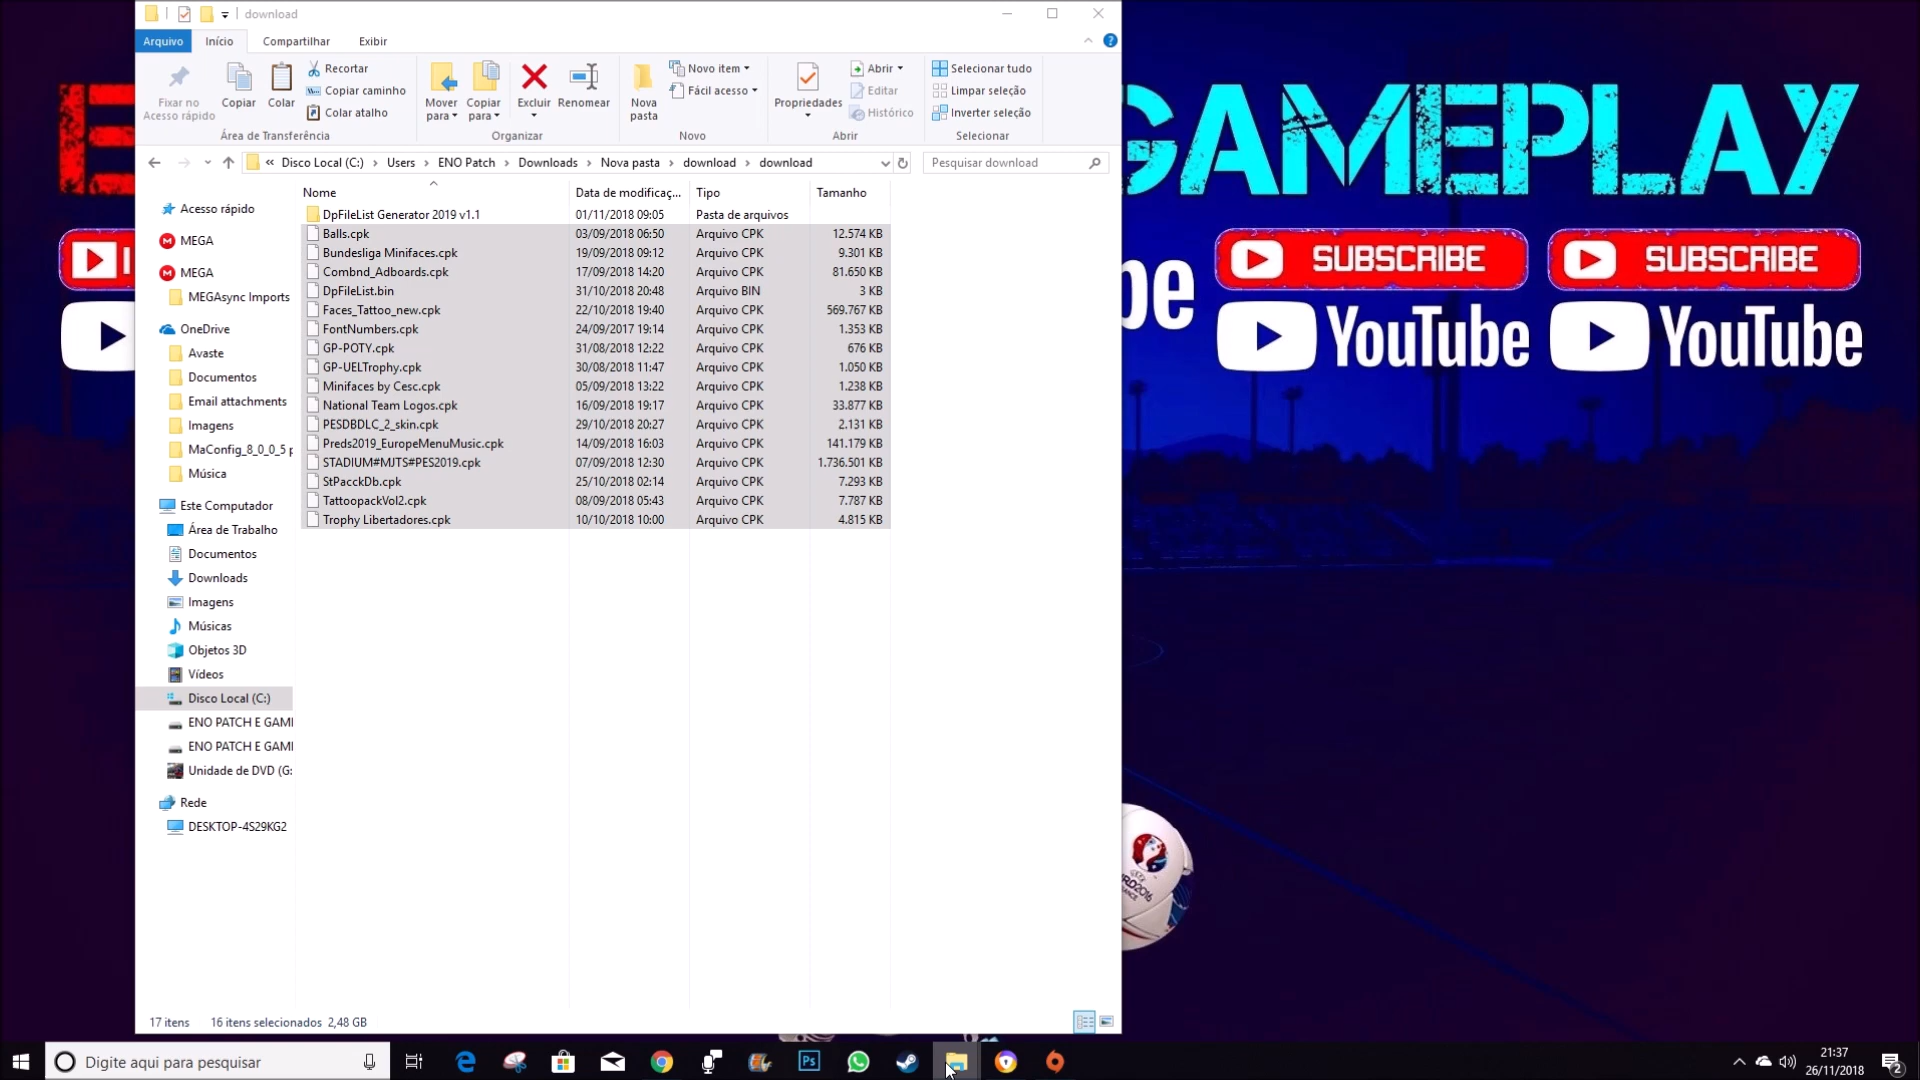 download
Arquivo Início Compartilhar Exibir
Fixar no Acesso rápido
Copiar
Colar
Recortar
Copiar caminho
Colar atalho
Área de Transferência
Mover para
Copiar para
Excluir
Renomear
Organizar
Nova pasta
Novo item
Fácil acesso
Novo
Propriedades
Abrir
Editar
Histórico
Abrir
Selecionar tudo
Limpar seleção
Inverter seleção
Selecionar
« Disco Local (C:) › Users › ENO Patch › Downloads › Nova pasta › download › download
Pesquisar download
Acesso rápido
MEGA
MEGA
MEGAsync Imports
OneDrive
Avaste
Documentos
Email attachments
Imagens
MaConfig_8_0_0_5 p
Música
Este Computador
Área de Trabalho
Documentos
Downloads
Imagens
Músicas
Objetos 3D
Vídeos
Disco Local (C:)
ENO PATCH E GAM
ENO PATCH E GAM
Unidade de DVD (G:
Rede
DESKTOP-4S29KG2
Nome Data de modificaç... Tipo Tamanho
DpFileList Generator 2019 v1.1 01/11/2018 09:05 Pasta de arquivos
Balls.cpk 03/09/2018 06:50 Arquivo CPK 12.574 KB
Bundesliga Minifaces.cpk 19/09/2018 09:12 Arquivo CPK 9.301 KB
Combnd_Adboards.cpk 17/09/2018 14:20 Arquivo CPK 81.650 KB
DpFileList.bin 31/10/2018 20:48 Arquivo BIN 3 KB
Faces_Tattoo_new.cpk 22/10/2018 19:40 Arquivo CPK 569.767 KB
FontNumbers.cpk 24/09/2017 19:14 Arquivo CPK 1.353 KB
GP-POTY.cpk 31/08/2018 12:22 Arquivo CPK 676 KB
GP-UELTrophy.cpk 30/08/2018 11:47 Arquivo CPK 1.050 KB
Minifaces by Cesc.cpk 05/09/2018 13:22 Arquivo CPK 1.238 KB
National Team Logos.cpk 16/09/2018 19:17 Arquivo CPK 33.877 KB
PESDBDLC_2_skin.cpk 29/10/2018 20:27 Arquivo CPK 2.131 KB
Preds2019_EuropeMenuMusic.cpk 14/09/2018 16:03 Arquivo CPK 141.179 KB
STADIUM#MJTS#PES2019.cpk 07/09/2018 12:30 Arquivo CPK 1.736.501 KB
StPacckDb.cpk 25/10/2018 02:14 Arquivo CPK 7.293 KB
TattoopackVol2.cpk 08/09/2018 05:43 Arquivo CPK 7.787 KB
Trophy Libertadores.cpk 10/10/2018 10:00 Arquivo CPK 4.815 KB
17 itens 16 itens selecionados 2,48 GB
E
GAMEPLAY
be
SUBSCRIBE
SUBSCRIBE
YouTube
YouTube
Digite aqui para pesquisar
Ps
21:37
26/11/2018
2